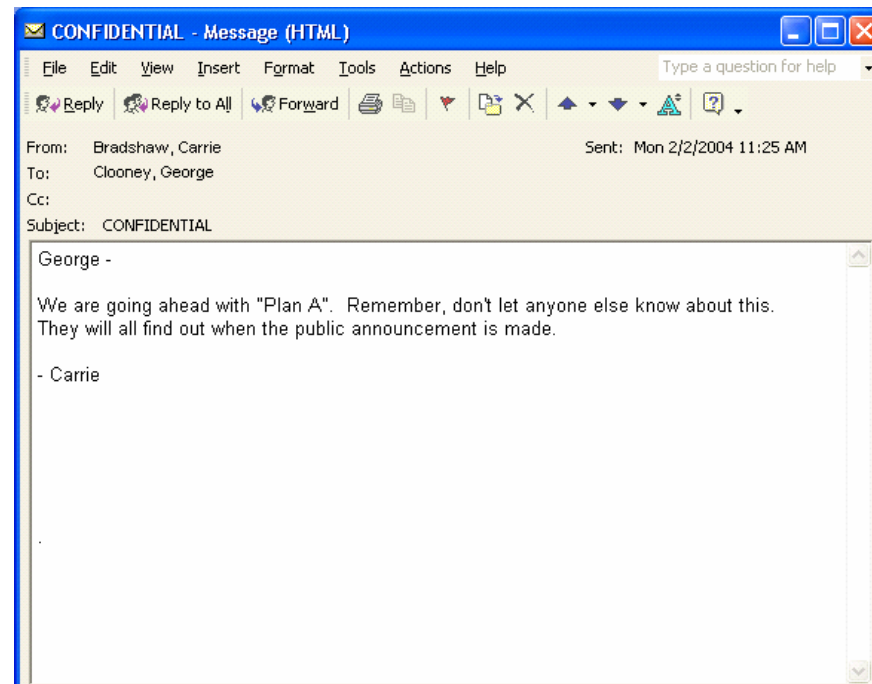 CONFIDENTIAL - Message (HTML)
File Edit View Insert Format Tools Actions Help Type a question for help
Reply Reply to All Forward
From: Bradshaw, Carrie Sent: Mon 2/2/2004 11:25 AM
To: Clooney, George
Cc:
Subject: CONFIDENTIAL
George -
We are going ahead with "Plan A". Remember, don't let anyone else know about this.
They will all find out when the public announcement is made.
- Carrie
.